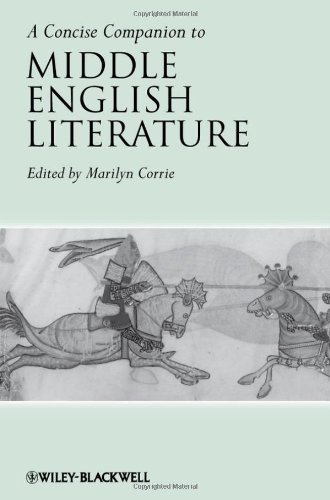 A Concise Companion to
MIDDLE
ENGLISH
LITERATURE
Edited by Marilyn Corrie
WILEY-BLACKWELL